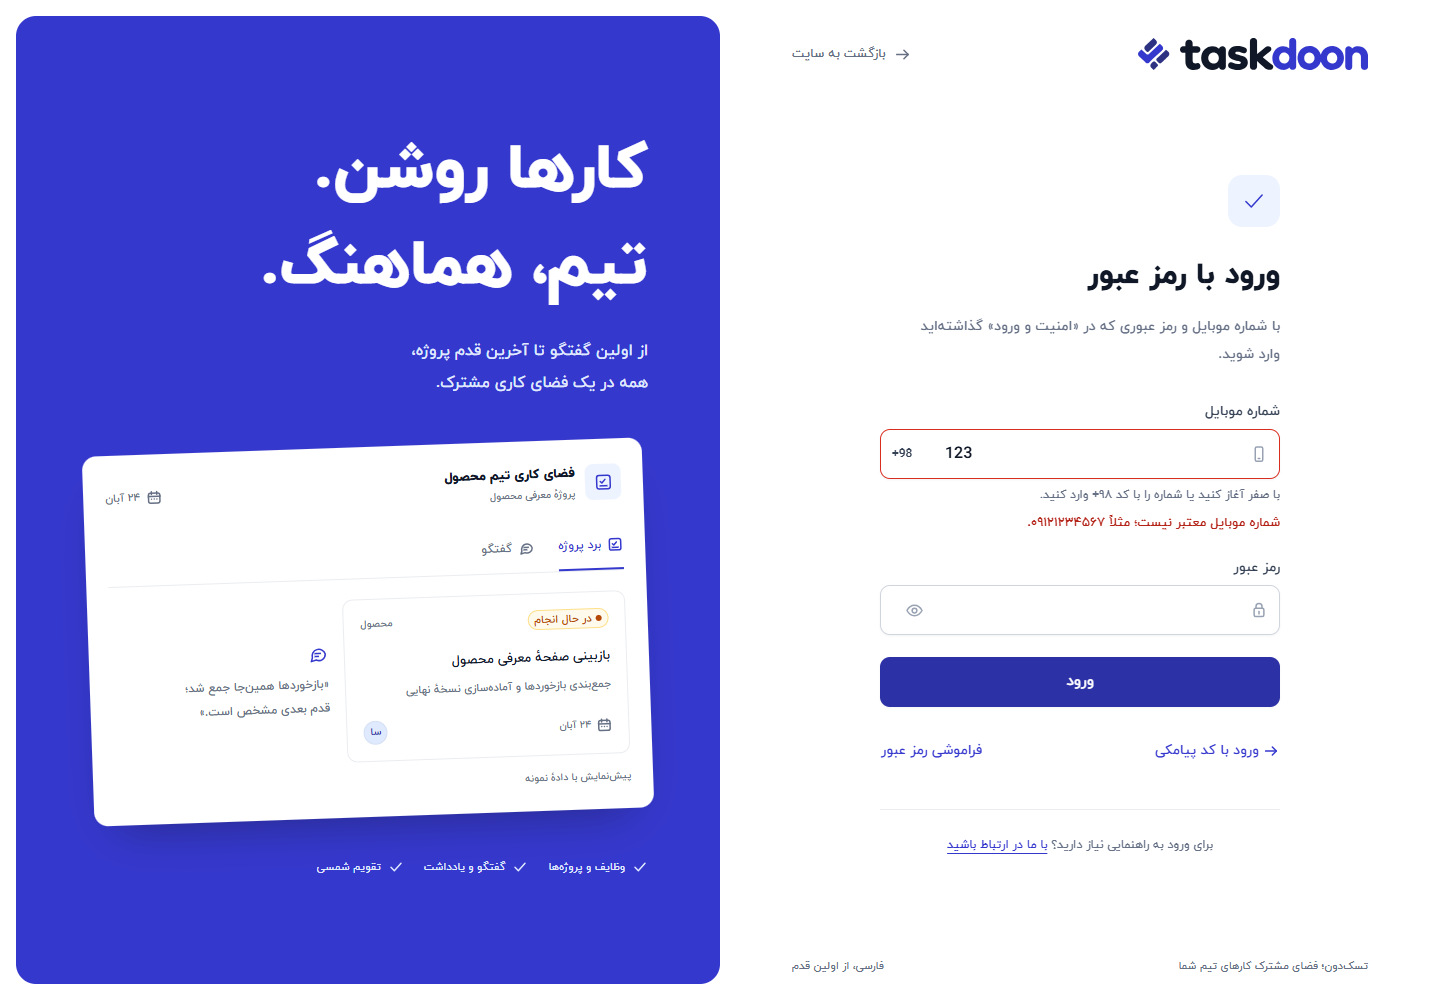 taskdoon
بازگشت به سایت
ورود با رمز عبور
با شماره موبایل و رمز عبوری که در «امنیت و ورود» گذاشته‌اید
وارد شوید.
شماره موبایل
+98 123
با صفر آغاز کنید یا شماره را با کد ۹۸+ وارد کنید.
شماره موبایل معتبر نیست؛ مثلاً ۰۹۱۲۱۲۳۴۵۶۷.
رمز عبور
ورود
ورود با کد پیامکی
فراموشی رمز عبور
برای ورود به راهنمایی نیاز دارید؟ با ما در ارتباط باشید
تسک‌دون؛ فضای مشترک کارهای تیم شما
فارسی، از اولین قدم
کارها روشن.
تیم، هماهنگ.
از اولین گفتگو تا آخرین قدم پروژه،
همه در یک فضای کاری مشترک.
فضای کاری تیم محصول
پروژهٔ معرفی محصول
۲۴ آبان
برد پروژه
گفتگو
در حال انجام
محصول
بازبینی صفحهٔ معرفی محصول
جمع‌بندی بازخوردها و آماده‌سازی نسخهٔ نهایی
۲۴ آبان
سا
«بازخوردها همین‌جا جمع شد؛
قدم بعدی مشخص است.»
پیش‌نمایش با دادهٔ نمونه
وظایف و پروژه‌ها
گفتگو و یادداشت
تقویم شمسی